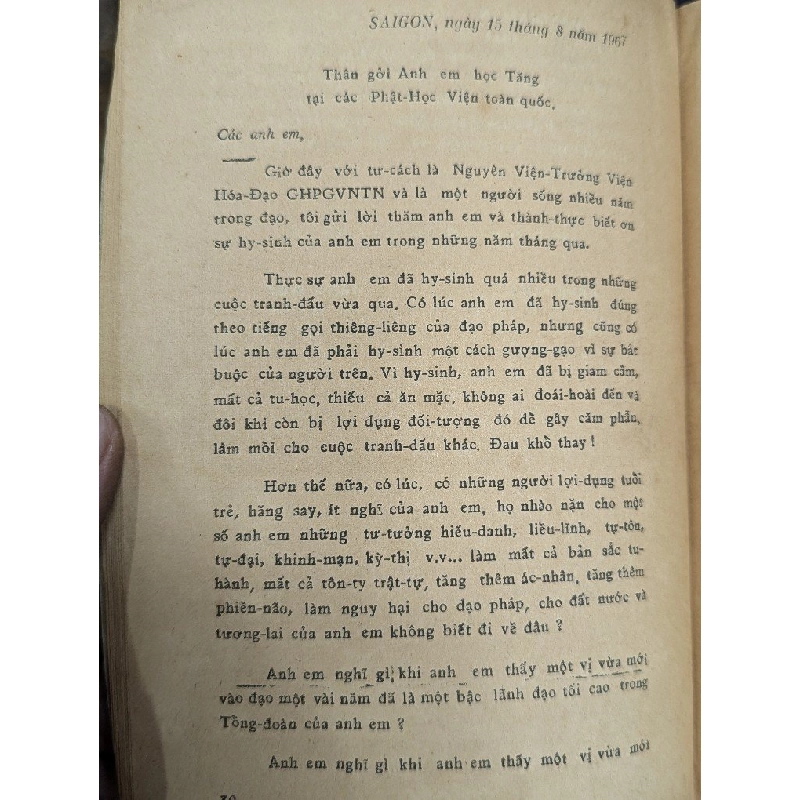 SAIGON, ngày 15 tháng 8 năm 1967
Thân gởi Anh em học Tăng
tại các Phật-Học Viện toàn quốc.
Các anh em,
Giờ đây với tư-cách là Nguyên Viện-Trưởng Viện
Hóa-Đạo GHPGVNTN và là một người sống nhiều năm
trong đạo, tôi gửi lời thăm anh em và thành-thực biết ơn
sự hy-sinh của anh em trong những năm tháng qua.
Thực sự anh em đã hy-sinh quá nhiều trong những
cuộc tranh-đấu vừa qua. Có lúc anh em đã hy-sinh đúng
theo tiếng gọi thiêng-liêng của đạo pháp, nhưng cũng có
lúc anh em đã phải hy-sinh một cách gượng-gạo vì sự bắt
buộc của người trên. Vì hy-sinh, anh em đã bị giam cầm,
mất cả tu-học, thiếu cả ăn mặc, không ai đoái-hoài đến và
đôi khi còn bị lợi dụng đối-tượng đó để gây căm phẫn,
làm mồi cho cuộc tranh-đấu khác. Đau khổ thay!
Hơn thế nữa, có lúc, có những người lợi-dụng tuổi
trẻ, hăng say, ít nghĩ của anh em, họ nhào nặn cho một
số anh em những tư-tưởng hiếu-danh, liều-lĩnh, tự-tôn,
tự-đại, khinh-mạn, kỳ-thị v.v... làm mất cả bản sắc tu-
hành, mất cả tôn-ty trật-tự, tăng thêm ác-nhân, tăng thêm
phiền-não, làm nguy hại cho đạo pháp, cho đất nước và
tương-lai của anh em không biết đi về đâu ?
Anh em nghĩ gì, khi anh em thấy một vị vừa mới
vào đạo một vài năm đã là một bậc lãnh đạo tối cao trong
Tông-đoàn của anh em ?
Anh em nghĩ gì khi anh em thấy một vị vừa mới